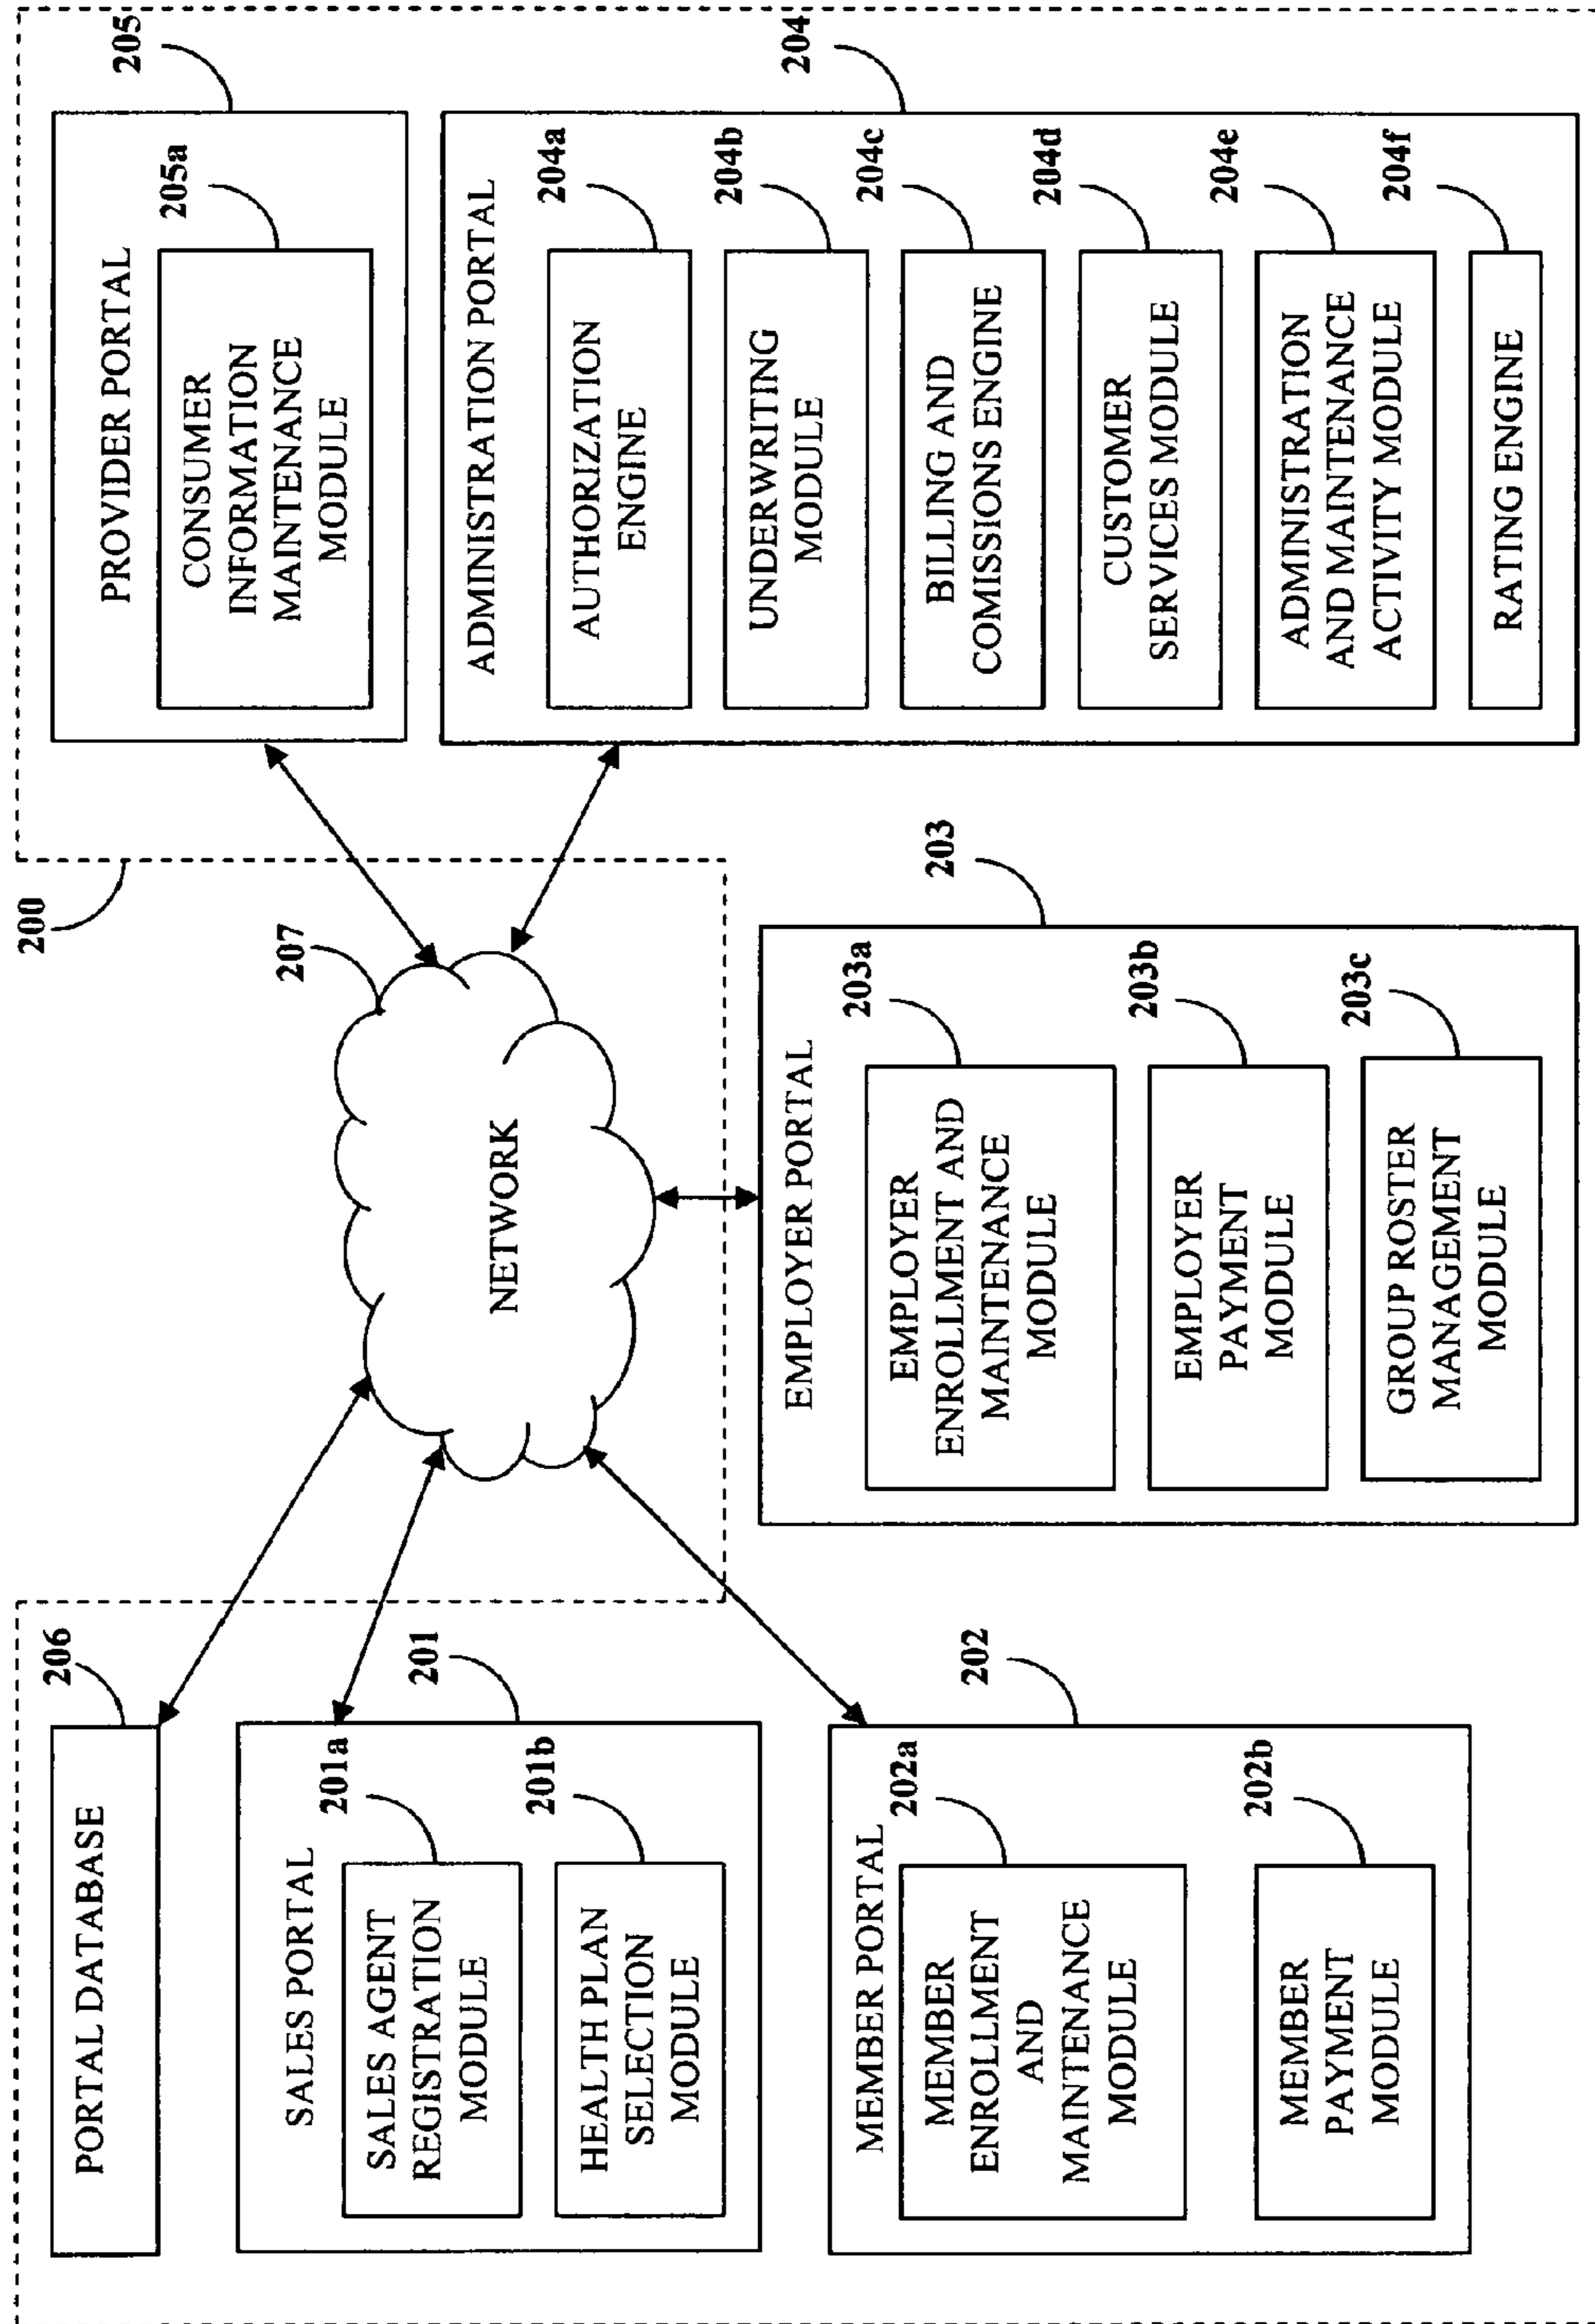 200
PORTAL DATABASE
206
SALES PORTAL
201
SALES AGENT
REGISTRATION
MODULE
201a
HEALTH PLAN
SELECTION
MODULE
201b
MEMBER PORTAL
202
MEMBER
ENROLLMENT
AND
MAINTENANCE
MODULE
202a
MEMBER
PAYMENT
MODULE
202b
NETWORK
207
EMPLOYER PORTAL
203
EMPLOYER
ENROLLMENT AND
MAINTENANCE
MODULE
203a
EMPLOYER
PAYMENT
MODULE
203b
GROUP ROSTER
MANAGEMENT
MODULE
203c
PROVIDER PORTAL
205
CONSUMER
INFORMATION
MAINTENANCE
MODULE
205a
ADMINISTRATION PORTAL
204
AUTHORIZATION
ENGINE
204a
UNDERWRITING
MODULE
204b
BILLING AND
COMISSIONS ENGINE
204c
CUSTOMER
SERVICES MODULE
204d
ADMINISTRATION
AND MAINTENANCE
ACTIVITY MODULE
204e
RATING ENGINE
204f